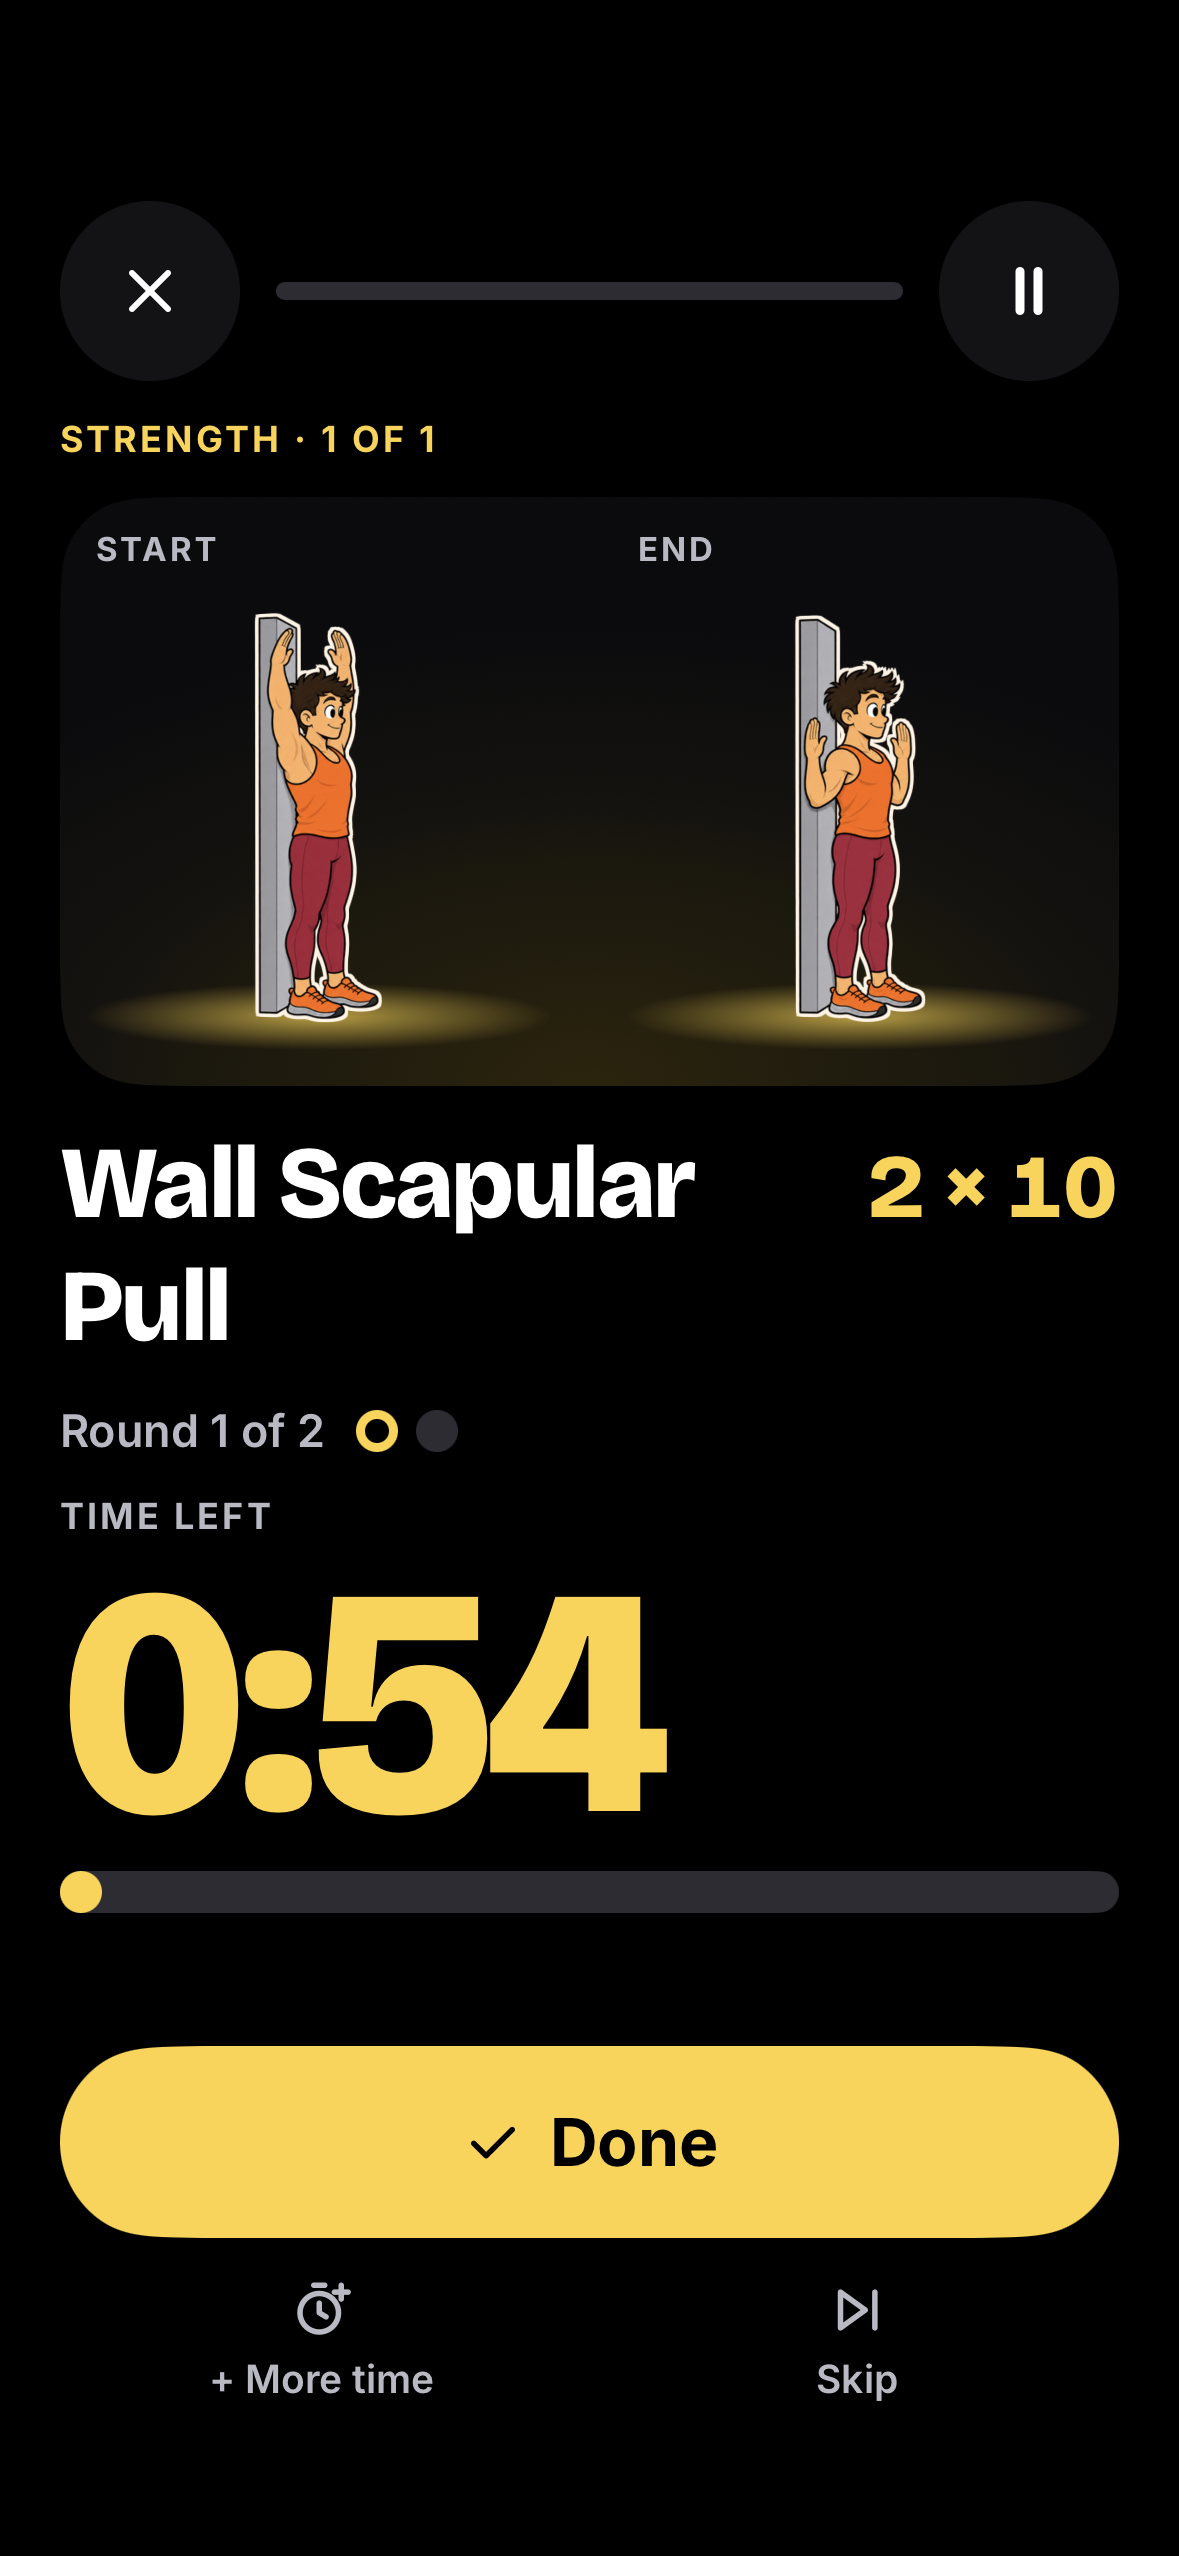 STRENGTH · 1 OF 1
START
END
Wall Scapular
Pull
2 × 10
Round 1 of 2
TIME LEFT
0:54
Done
+ More time
Skip